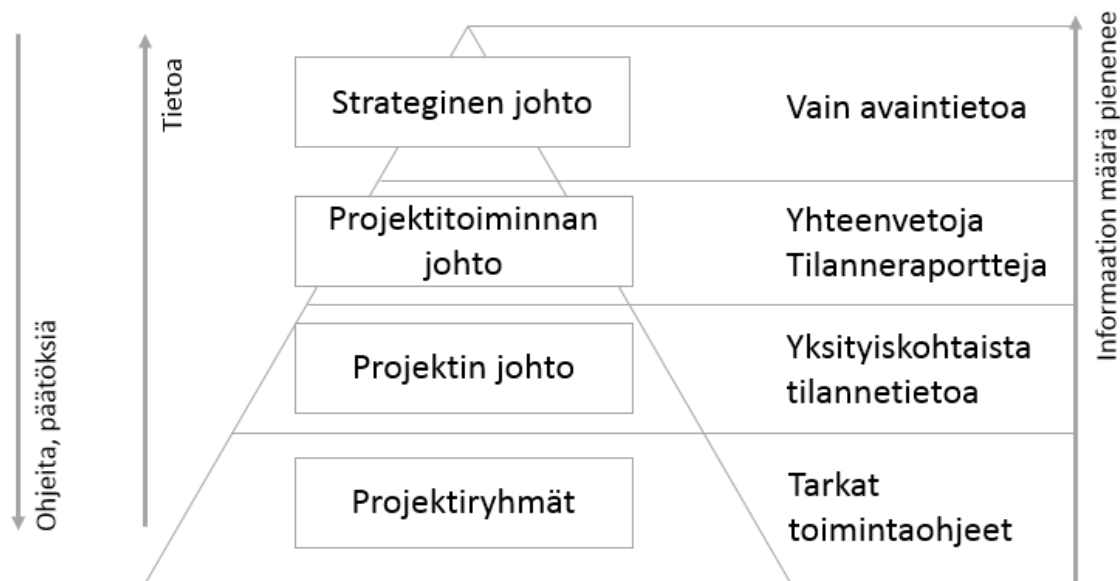 Ohjeita, päätöksiä
Tietoa
Strateginen johto
Vain avaintietoa
Projektitoiminnan
johto
Yhteenvetoja
Tilanneraportteja
Projektin johto
Yksityiskohtaista
tilannetietoa
Projektiryhmät
Tarkat
toimintaohjeet
Informaation määrä pienenee